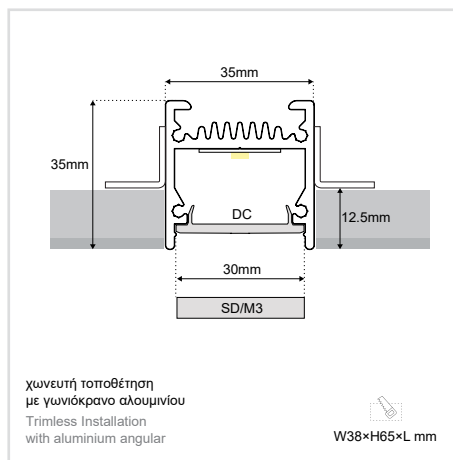 35mm
35mm
DC
12.5mm
30mm
SD/M3
χωνευτή τοποθέτηση
με γωνιόκρανο αλουμινίου
Trimless Installation
with aluminium angular
W38×H65×L mm